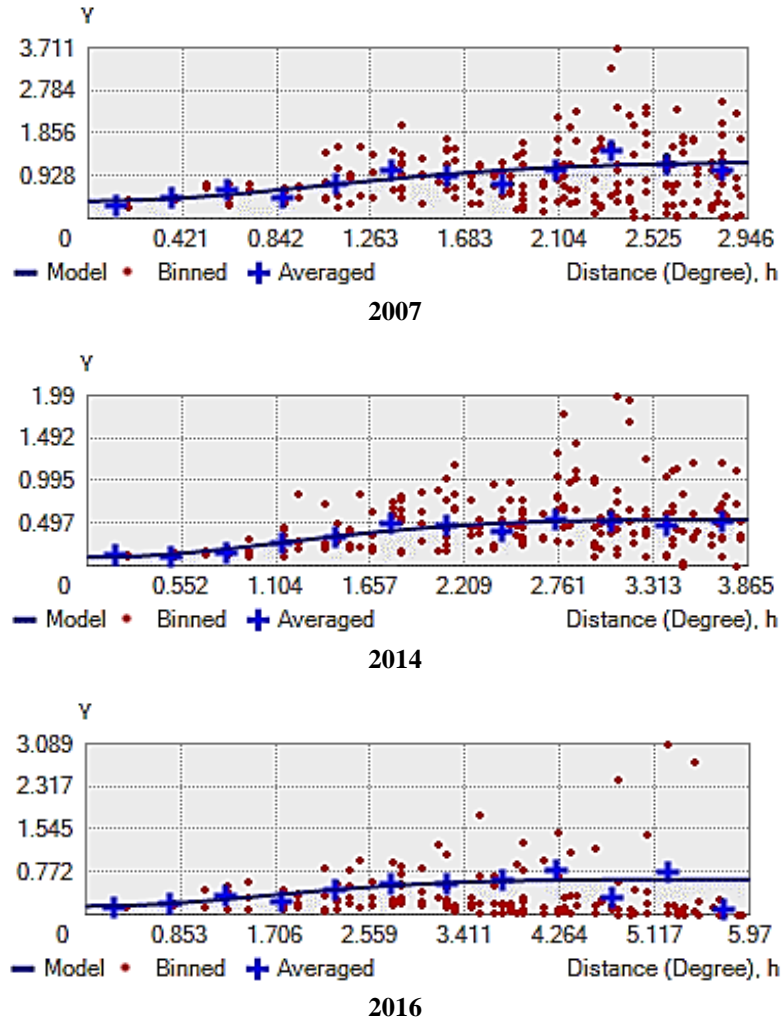 γ
3.711
2.784
1.856
0.928
0 0.421 0.842 1.263 1.683 2.104 2.525 2.946
Model Binned Averaged Distance (Degree), h
2007
γ
1.99
1.492
0.995
0.497
0 0.552 1.104 1.657 2.209 2.761 3.313 3.865
Model Binned Averaged Distance (Degree), h
2014
γ
3.089
2.317
1.545
0.772
0 0.853 1.706 2.559 3.411 4.264 5.117 5.97
Model Binned Averaged Distance (Degree), h
2016